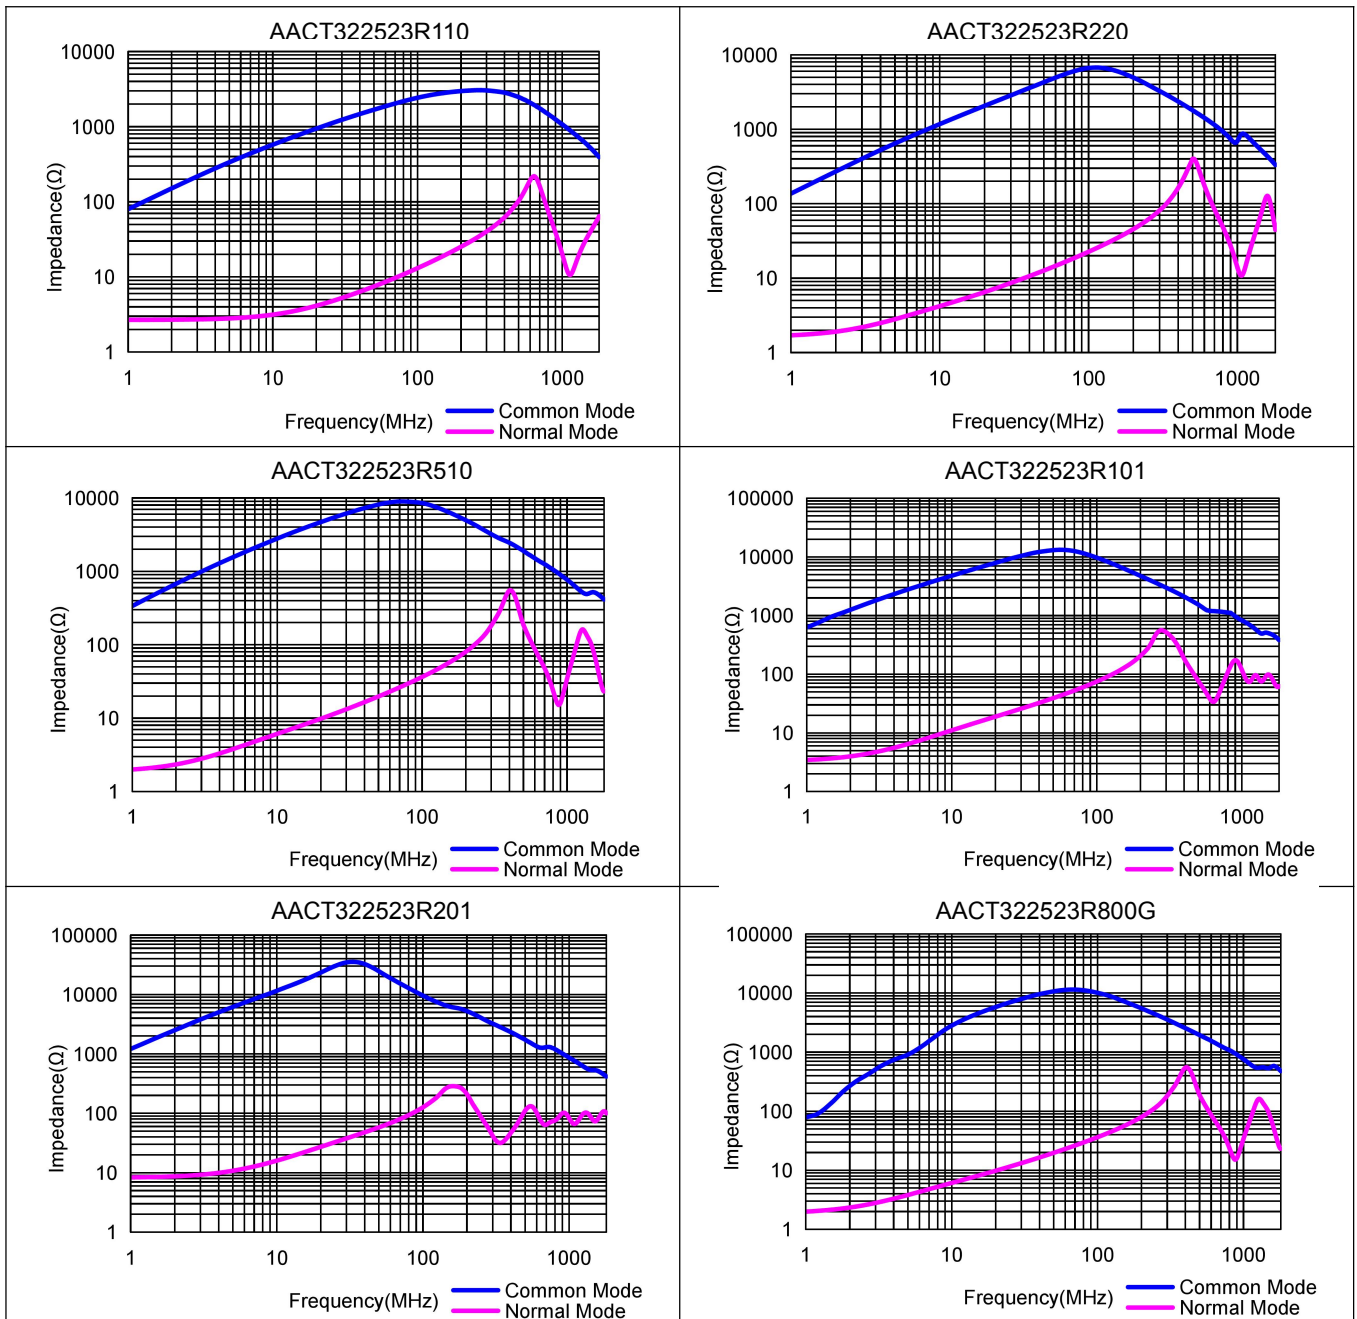 AACT322523R110
10000
1000
100
10
1
Impedance(Ω)
1 10 100 1000
Frequency(MHz)
Common Mode
Normal Mode
AACT322523R220
10000
1000
100
10
1
Impedance(Ω)
1 10 100 1000
Frequency(MHz)
Common Mode
Normal Mode
AACT322523R510
10000
1000
100
10
1
Impedance(Ω)
1 10 100 1000
Frequency(MHz)
Common Mode
Normal Mode
AACT322523R101
100000
10000
1000
100
10
1
Impedance(Ω)
1 10 100 1000
Frequency(MHz)
Common Mode
Normal Mode
AACT322523R201
100000
10000
1000
100
10
1
Impedance(Ω)
1 10 100 1000
Frequency(MHz)
Common Mode
Normal Mode
AACT322523R800G
100000
10000
1000
100
10
1
Impedance(Ω)
1 10 100 1000
Frequency(MHz)
Common Mode
Normal Mode